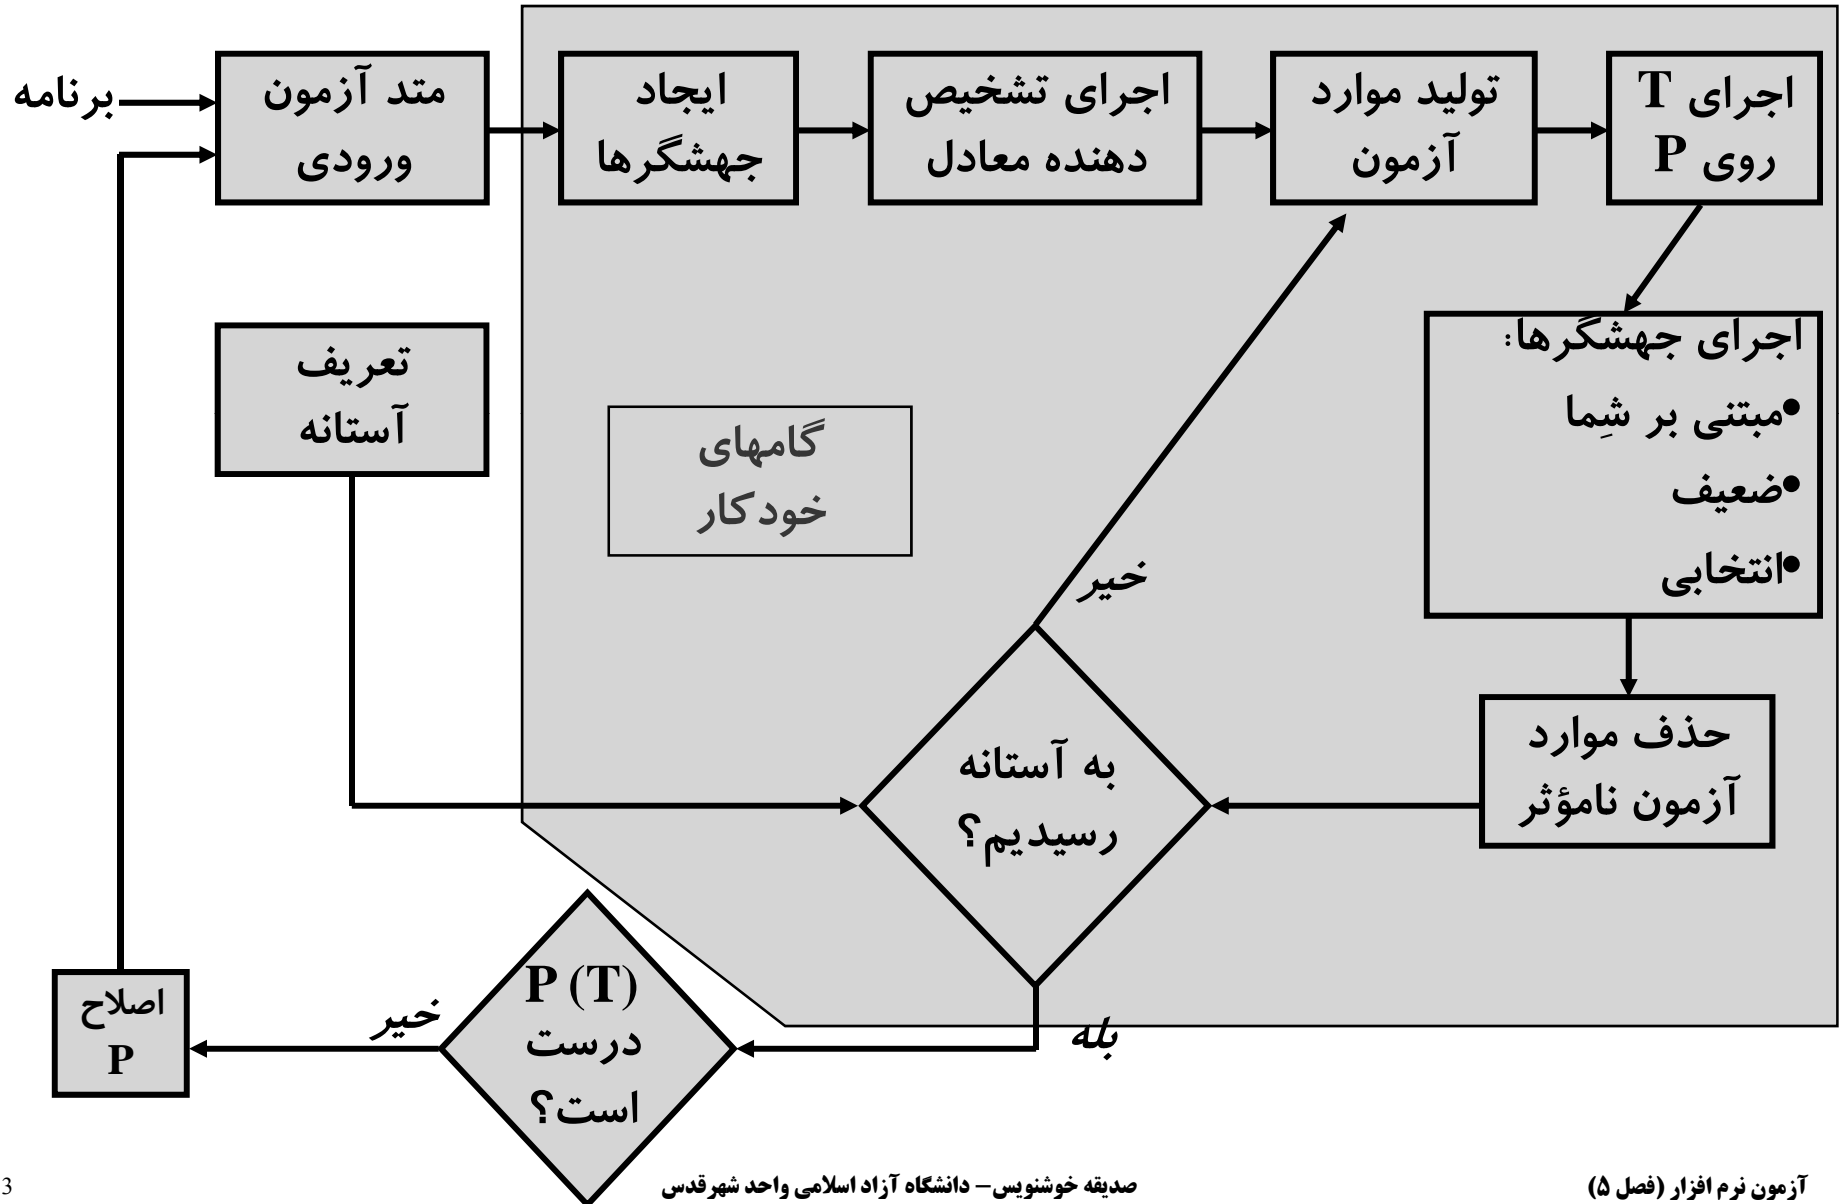 برنامه
متد آزمون
ورودی
ایجاد
جهشگرها
اجرای تشخیص
دهنده معادل
تولید موارد
آزمون
اجرای T
روی P
اجرای جهشگرها:
•مبتنی بر شِما
•ضعیف
•انتخابی
تعریف
آستانه
گامهای
خودکار
خیر
حذف موارد
آزمون نامؤثر
به آستانه
رسیدیم؟
بله
P (T)
درست
است؟
خیر
اصلاح
P
آزمون نرم افزار (فصل ۵)
صدیقه خوشنویس– دانشگاه آزاد اسلامی واحد شهرقدس
3